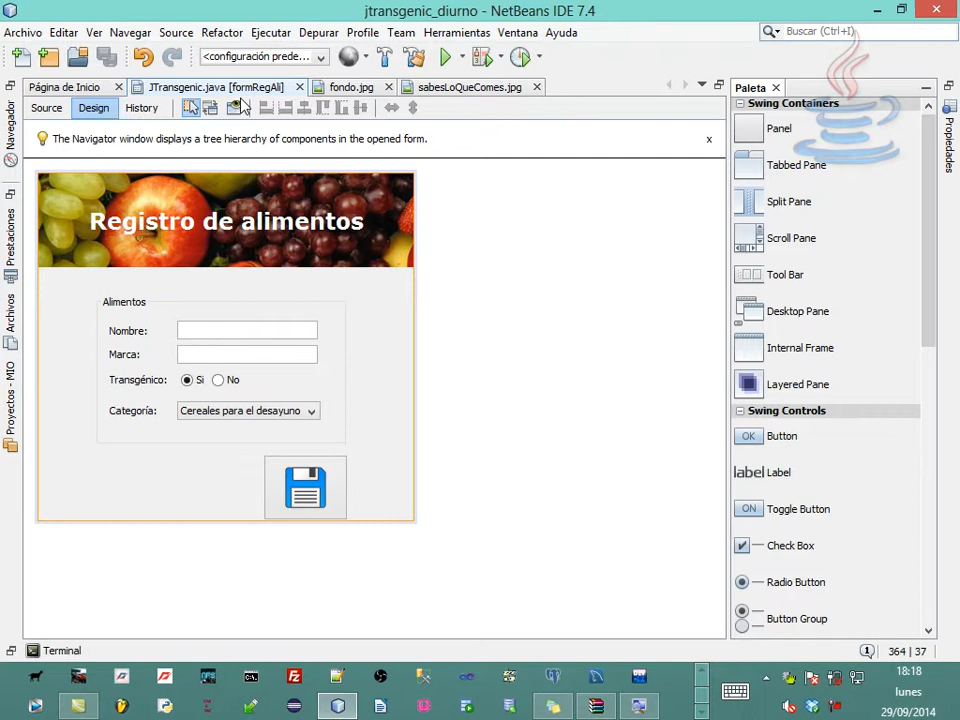 jtransgenic_diurno - NetBeans IDE 7.4
Archivo Editar Ver Navegar Source Refactor Ejecutar Depurar Profile Team Herramientas Ventana Ayuda
Buscar (Ctrl+I)
<configuración prede...
Página de Inicio
JTransgenic.java [formRegAli]
fondo.jpg
sabesLoQueComes.jpg
Source Design History
The Navigator window displays a tree hierarchy of components in the opened form.
x
Navegador
Prestaciones
Archivos
Proyectos - MIO
Registro de alimentos
Alimentos
Nombre:
Marca:
Transgénico: Si No
Categoría: Cereales para el desayuno
Paleta
Swing Containers
Panel
Tabbed Pane
Split Pane
Scroll Pane
Tool Bar
Desktop Pane
Internal Frame
Layered Pane
Swing Controls
OK Button
label Label
ON Toggle Button
Check Box
Radio Button
Button Group
Propiedades
Java
Terminal
1
364 | 37
18:18
lunes
29/09/2014